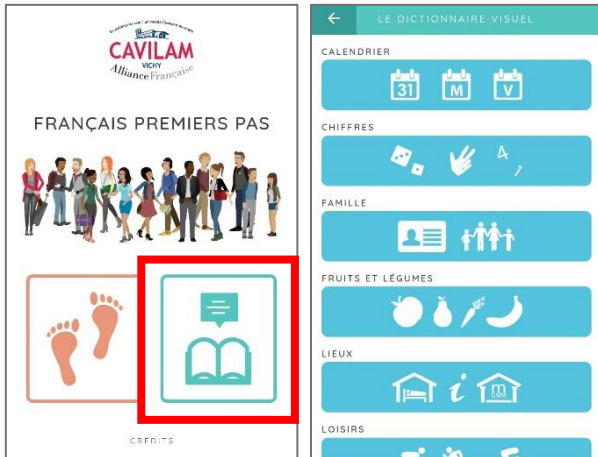 CAVILAM
VICHY
Alliance Française
FRANÇAIS PREMIERS PAS
CRÉDITS
LE DICTIONNAIRE VISUEL
CALENDRIER
31 M V
CHIFFRES
4,
FAMILLE
FRUITS ET LÉGUMES
LIEUX
i m
musée
LOISIRS